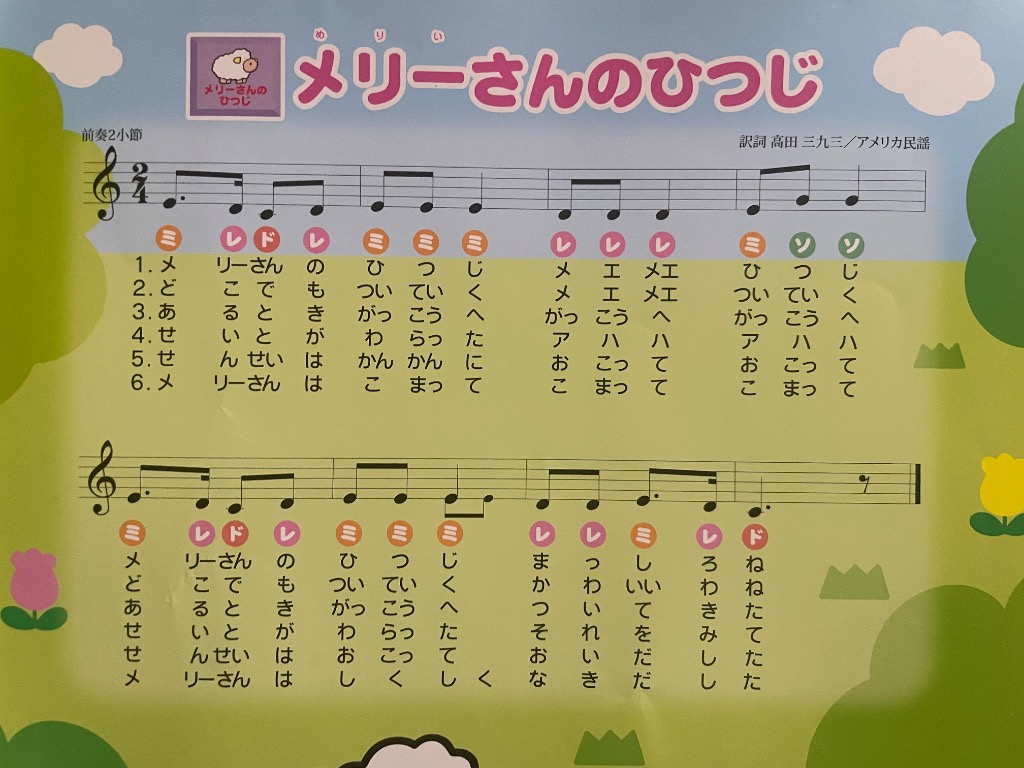 めりい
メリーさんのひつじ
メリーさんの
ひつじ
前奏2小節
訳詞 高田 三九三／アメリカ民謡
2
4
ミ レ ド レ ミ ミ ミ レ レ レ ミ ソ ソ
1. メ リーさん の ひ つ じ メ エ メエ ひ つ じ
2. ど こ で も つい てい く メ エ メエ つい てい く
3. あ る と き がっ こう へ がっ こう へ がっ こう へ
4. せ い と が わ らっ た ア ハ ハ ア ハ ハ
5. せ ん せい は かん かん に お こっ て お こっ て
6. メ リーさん は こ まっ て こ まっ て こ まっ て
ミ レ ド レ ミ ミ ミ レ レ ミ レ ド
メ リーさん の ひ つ じ ま っ し ろ ね
ど こ で も つい てい く か わ いい わ ね
あ る と き がっ こう へ つ い て き た
せ い と が わ らっ た そ れ を み て
せ ん せい は お こっ て お い だ し た
メ リーさん は し く し く な き だ し た